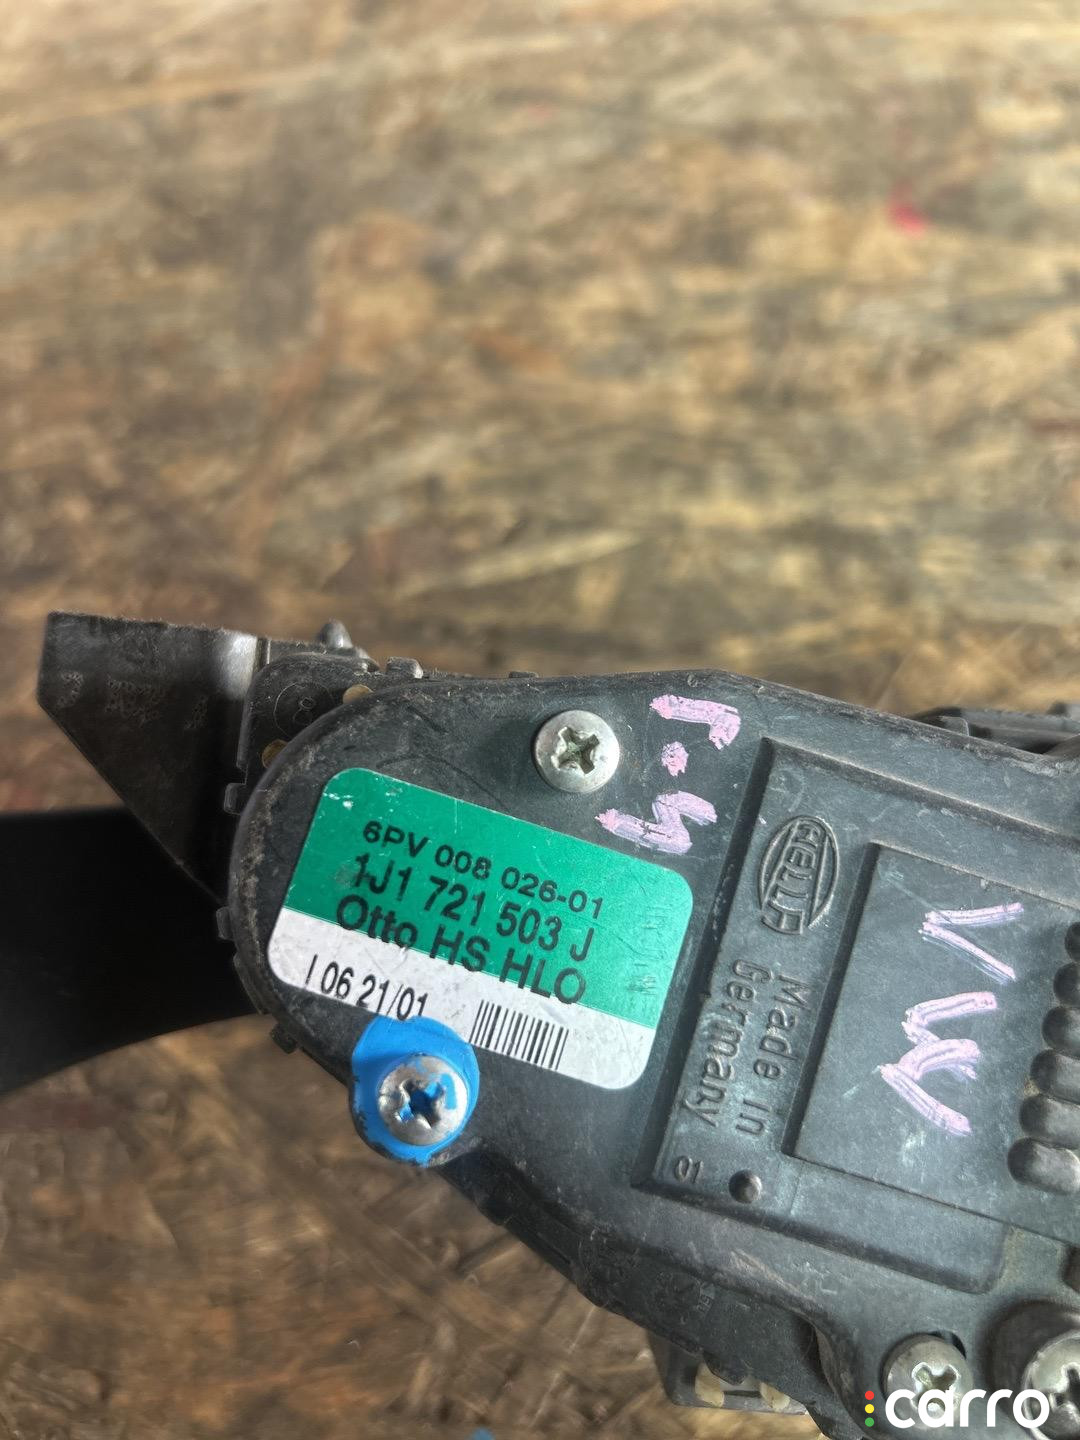 6PV 008 026-01
1J1 721 503 J
Otto HS HLO
I 06 21/01
HELLA
Made in
Germany
01
VW
carro